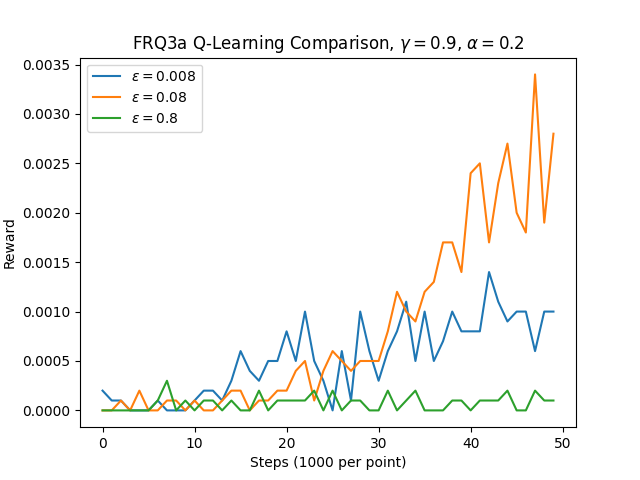 FRQ3a Q-Learning Comparison, γ = 0.9, α = 0.2
ε = 0.008
ε = 0.08
ε = 0.8
Reward
0.0035
0.0030
0.0025
0.0020
0.0015
0.0010
0.0005
0.0000
0 10 20 30 40 50
Steps (1000 per point)